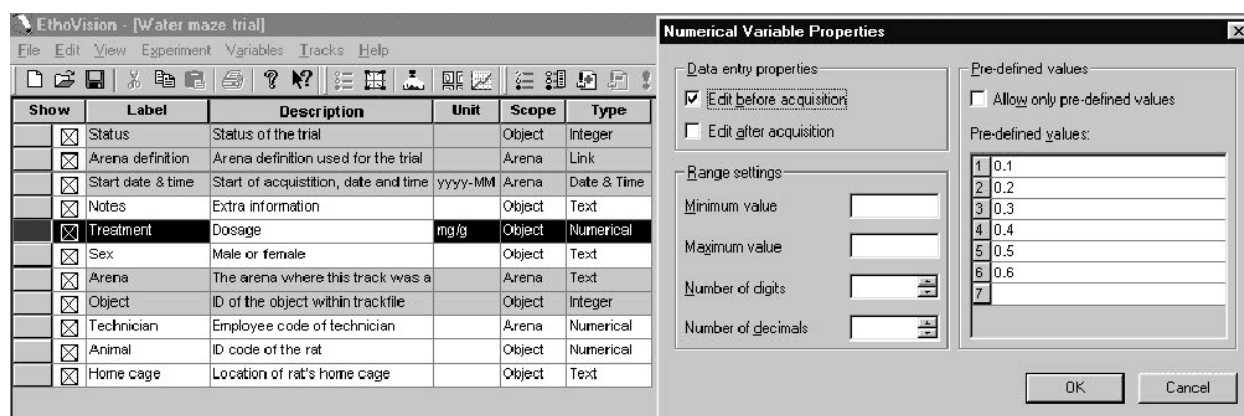 EthoVision - [Water maze trial]
File Edit View Experiment Variables Tracks Help
Show Label Description Unit Scope Type
Status Status of the trial Object Integer
Arena definition Arena definition used for the trial Arena Link
Start date & time Start of acquistition, date and time yyyy-MM Arena Date & Time
Notes Extra information Object Text
Treatment Dosage mg/g Object Numerical
Sex Male or female Object Text
Arena The arena where this track was a Arena Text
Object ID of the object within trackfile Object Integer
Technician Employee code of technician Arena Numerical
Animal ID code of the rat Object Numerical
Home cage Location of rat's home cage Object Text
Numerical Variable Properties
Data entry properties
Edit before acquisition
Edit after acquisition
Range settings
Minimum value
Maximum value
Number of digits
Number of decimals
Pre-defined values
Allow only pre-defined values
Pre-defined values:
1 0.1
2 0.2
3 0.3
4 0.4
5 0.5
6 0.6
7
OK Cancel